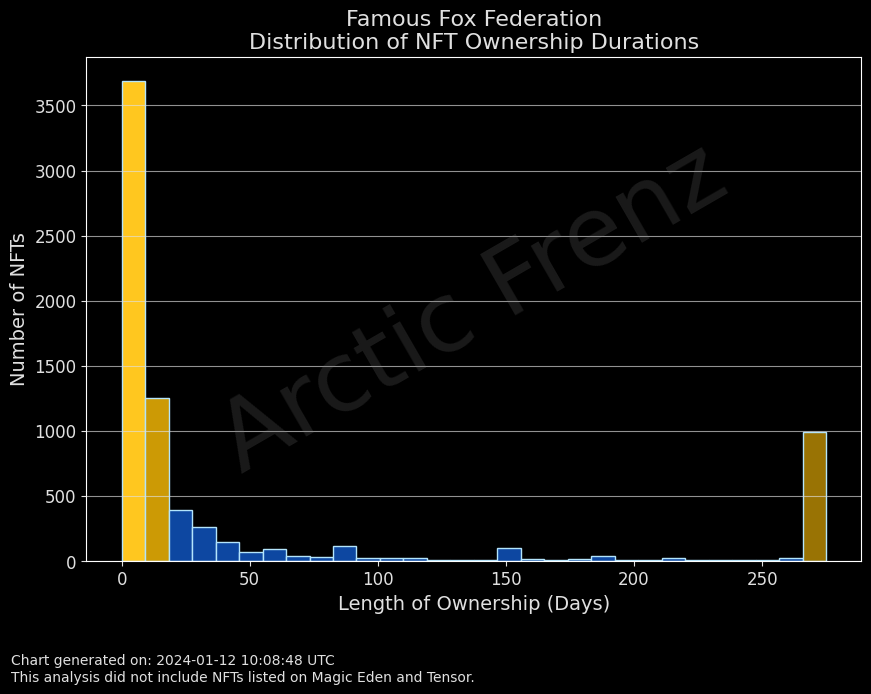 Famous Fox Federation
Distribution of NFT Ownership Durations
3500
3000
2500
2000
1500
1000
500
0
Number of NFTs
Arctic Frenz
0 50 100 150 200 250
Length of Ownership (Days)
Chart generated on: 2024-01-12 10:08:48 UTC
This analysis did not include NFTs listed on Magic Eden and Tensor.